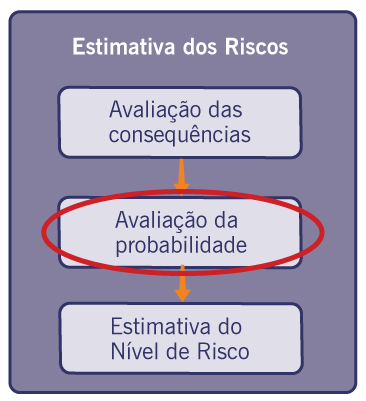 Estimativa dos Riscos
Avaliação das
consequências
Avaliação da
probabilidade
Estimativa do
Nível de Risco